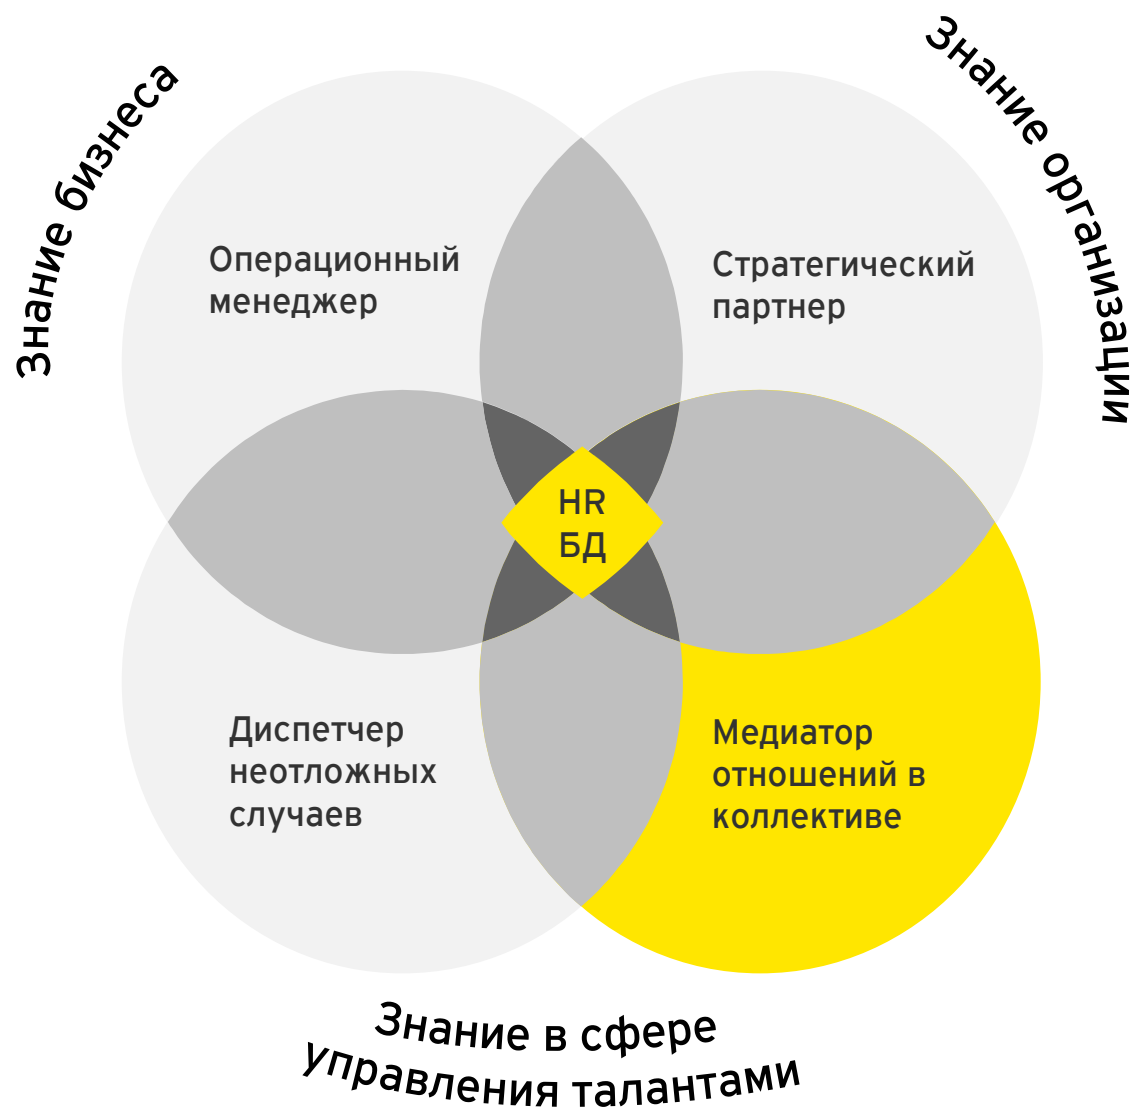 Знание бизнеса
Знание организации
Операционный
менеджер
Стратегический
партнер
HR
БД
Диспетчер
неотложных
случаев
Медиатор
отношений в
коллективе
Знание в сфере
управления талантами